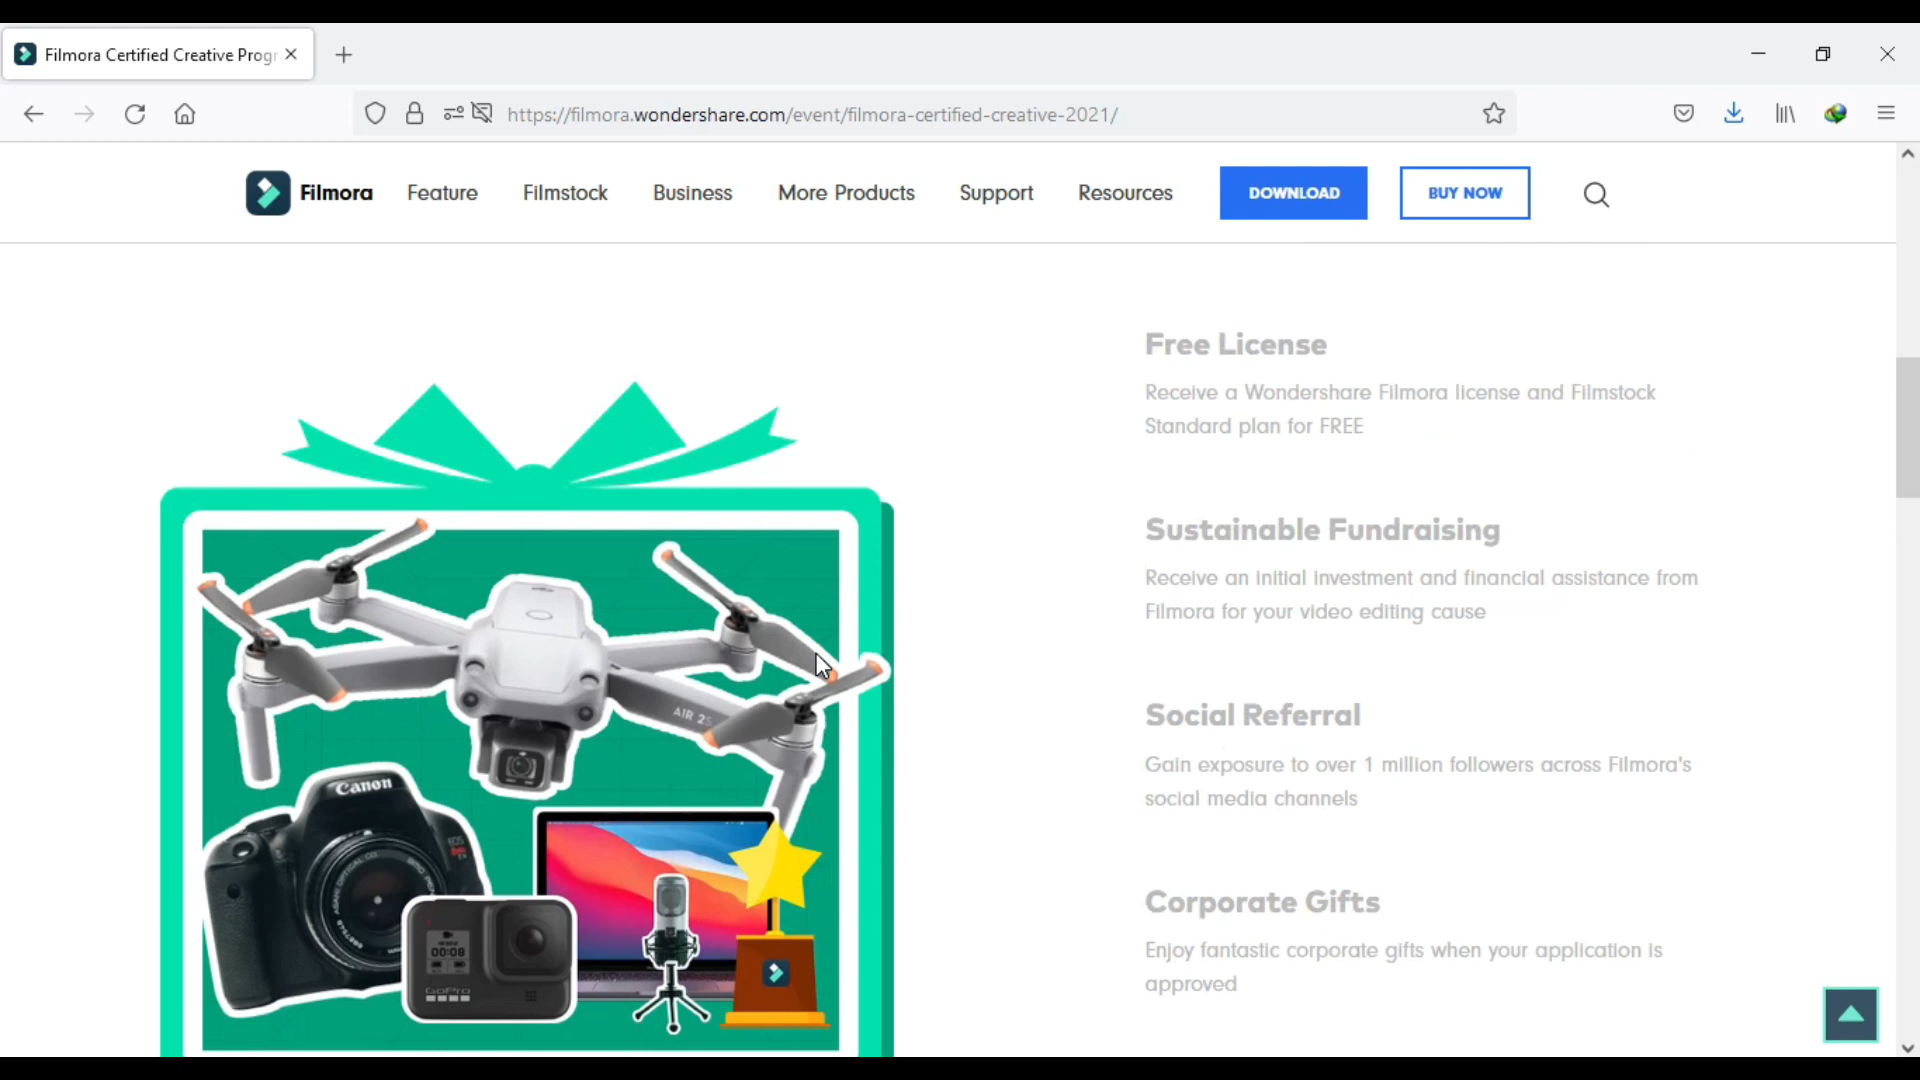 Filmora Certified Creative Progr
https://filmora.wondershare.com/event/filmora-certified-creative-2021/
Filmora Feature Filmstock Business More Products Support Resources DOWNLOAD BUY NOW
Free License
Receive a Wondershare Filmora license and Filmstock
Standard plan for FREE
Sustainable Fundraising
Receive an initial investment and financial assistance from
Filmora for your video editing cause
Social Referral
Gain exposure to over 1 million followers across Filmora's
social media channels
Corporate Gifts
Enjoy fantastic corporate gifts when your application is
approved
AIR 2S
Canon
EOS
00:08
GoPro